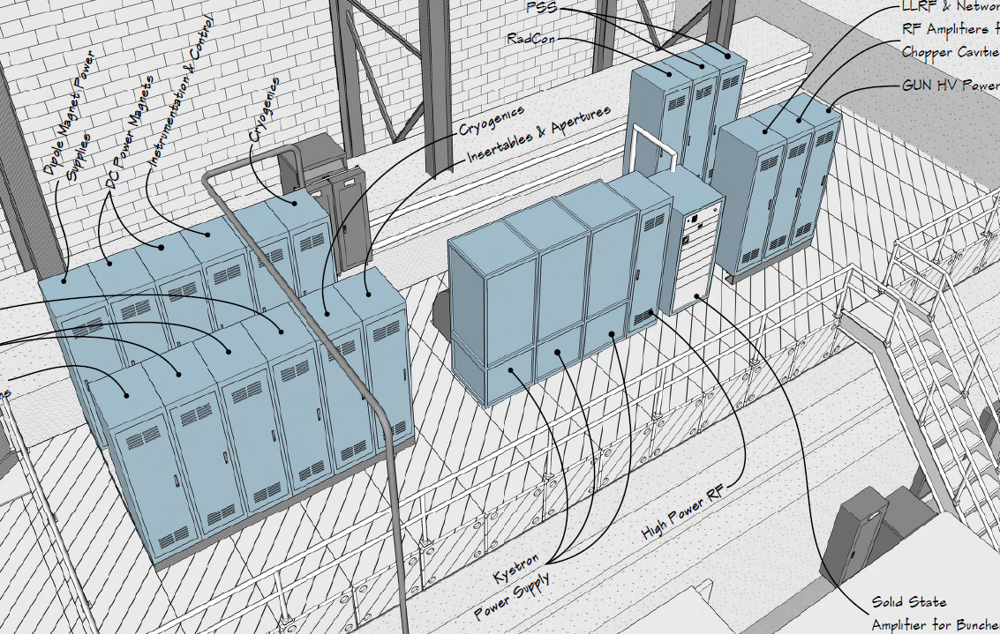 PSS
RadCon
LLRF & Networ
RF Amplifiers f
Chopper Cavitie
GUN HV Power
Dipole Magnet Power
Supplies
DC Power Magnets
Instrumentation & Control
Cryogenics
Cryogenics
Insertables & Apertures
ns
High Power RF
Kystron
Power Supply
Solid State
Amplifier for Bunche